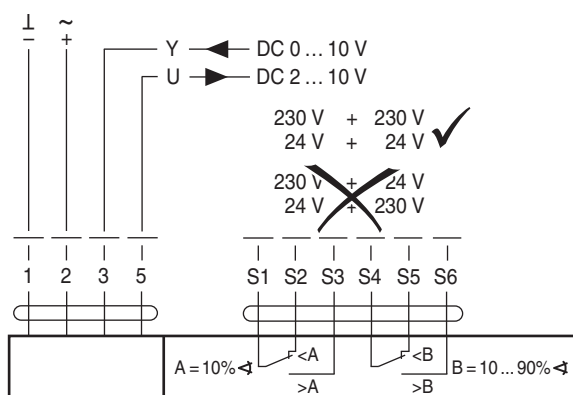 ⊥ ~
– +
Y DC 0 ... 10 V
U DC 2 ... 10 V
230 V + 230 V
24 V + 24 V
230 V + 24 V
24 V + 230 V
1 2 3 5 S1 S2 S3 S4 S5 S6
A = 10% ∢ <A <B B = 10 ... 90% ∢
>A >B